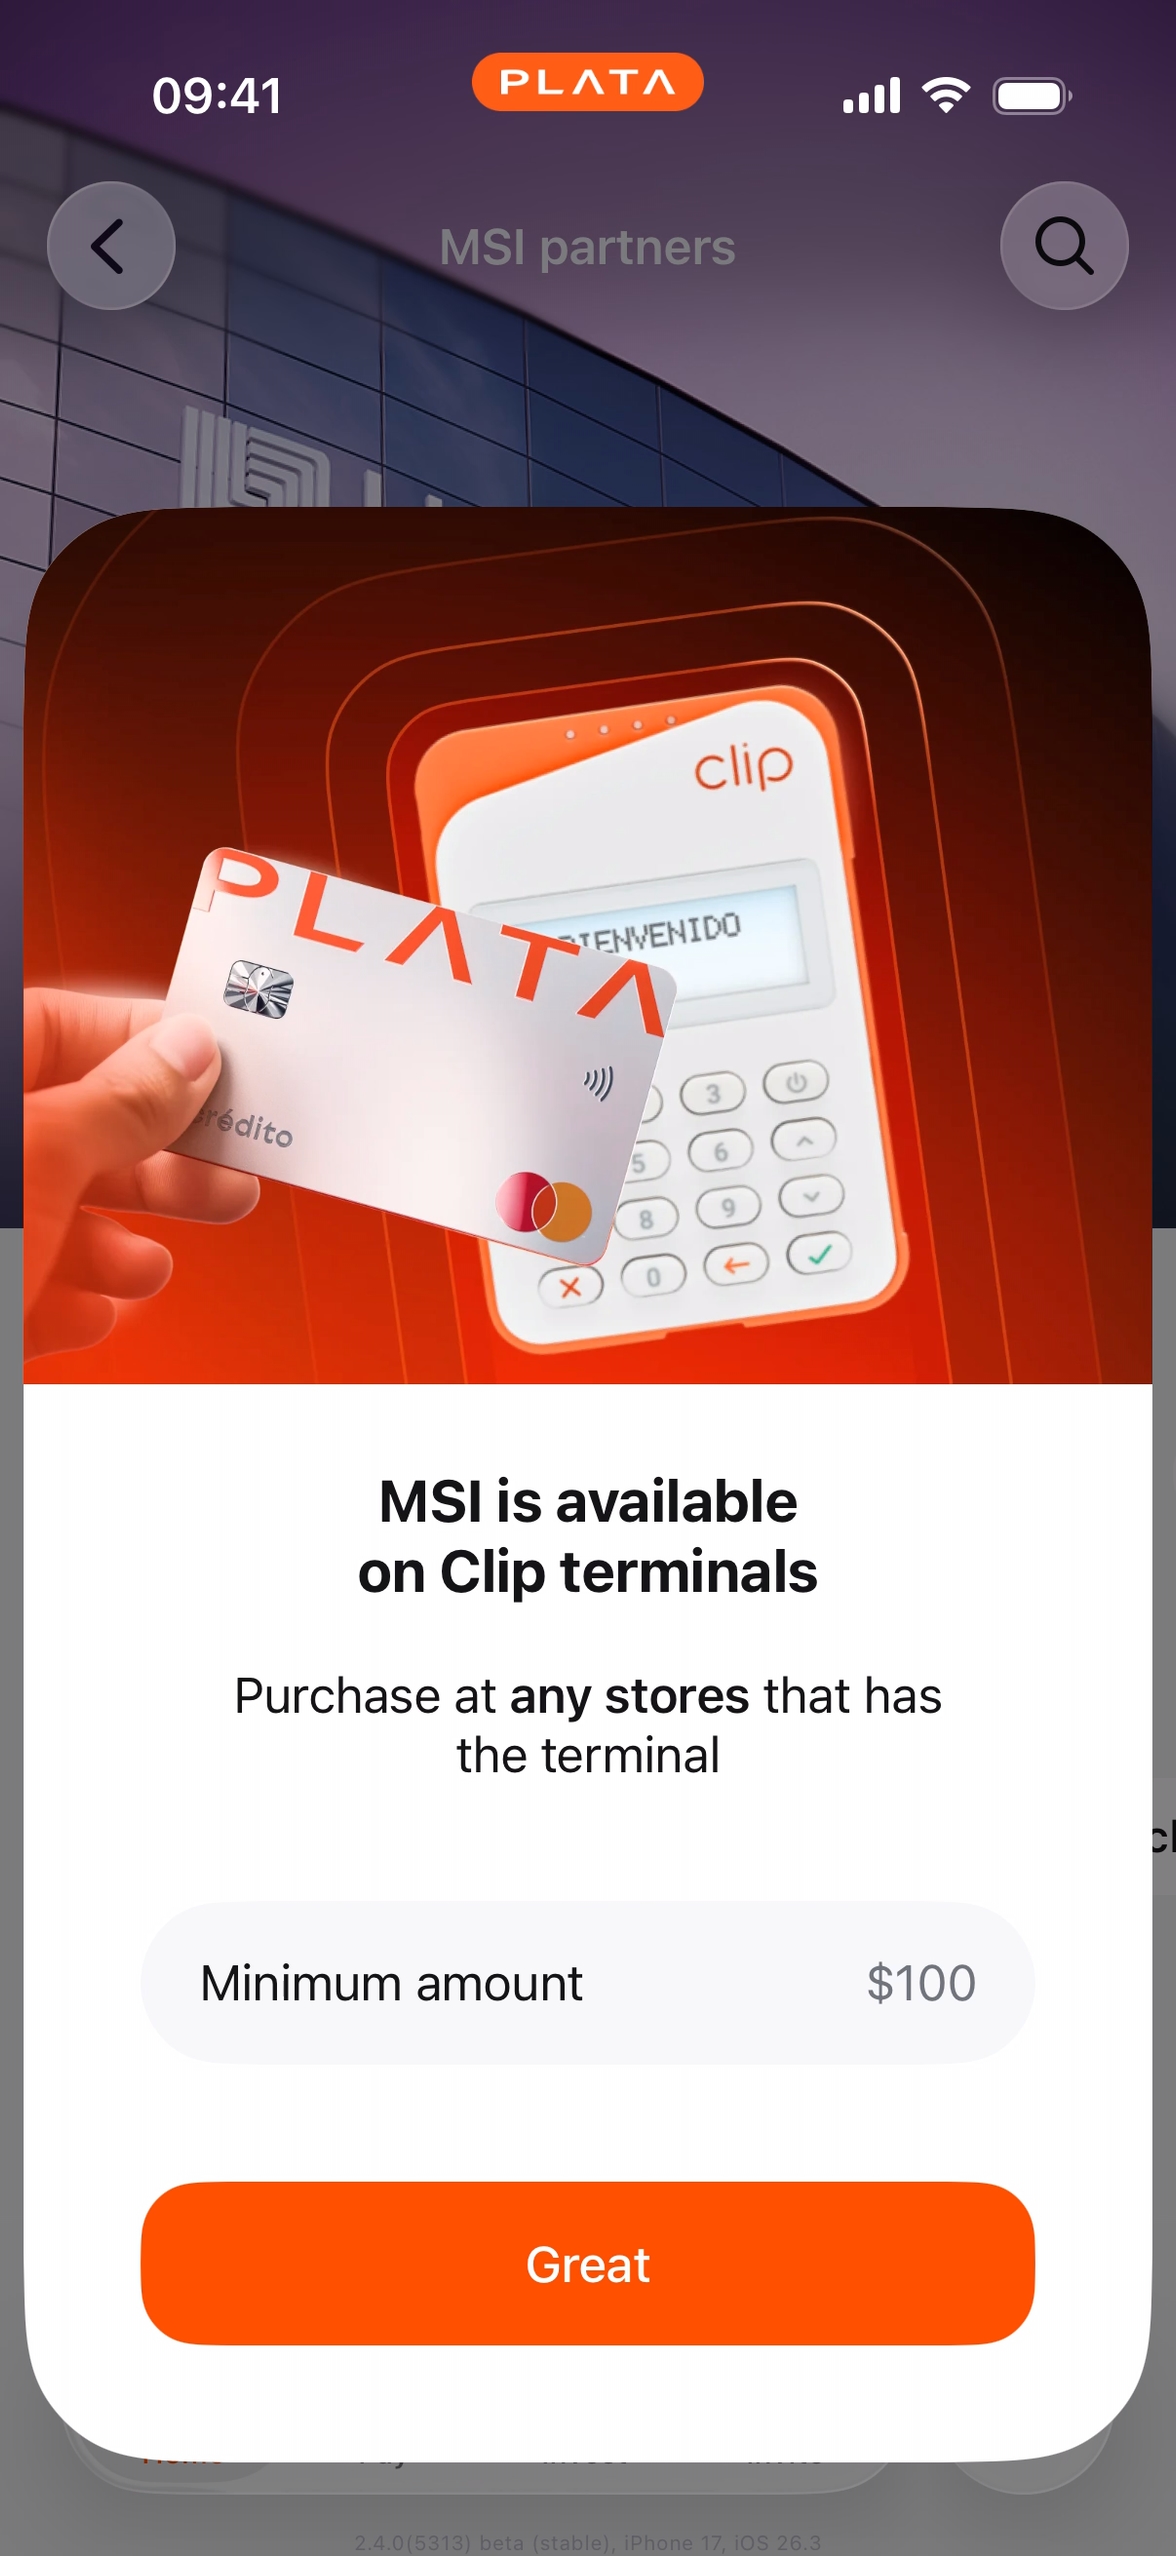 09:41
PLATA
MSI partners
clip
BIENVENIDO
PLATA
crédito
3
5
6
8
9
0
MSI is available
on Clip terminals
Purchase at any stores that has
the terminal
Minimum amount
$100
Great
2.4.0(5313) beta (stable), iPhone 17, iOS 26.3